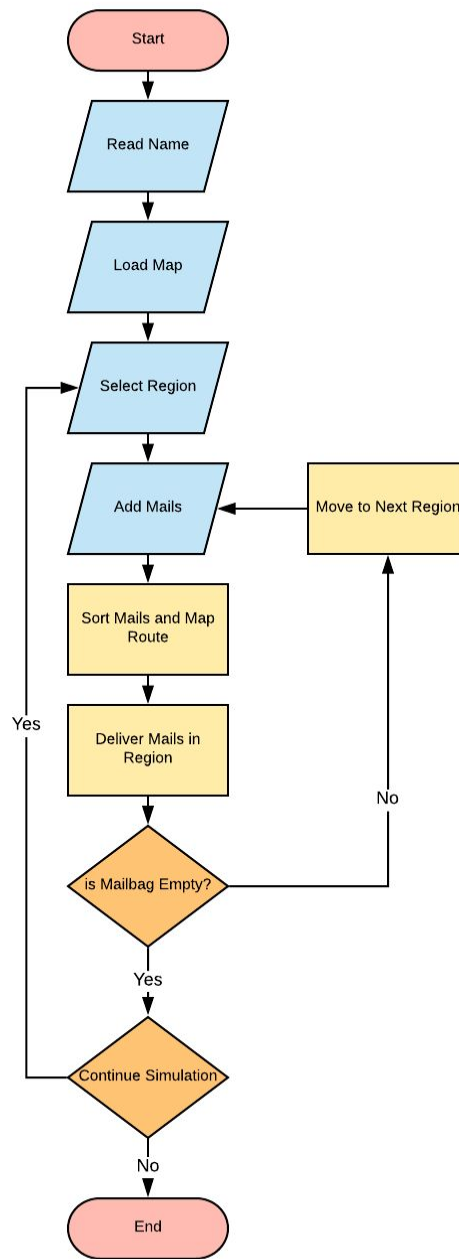 Start
Read Name
Load Map
Select Region
Add Mails
Move to Next Region
Sort Mails and Map
Route
Deliver Mails in
Region
Yes
No
is Mailbag Empty?
Yes
Continue Simulation
No
End